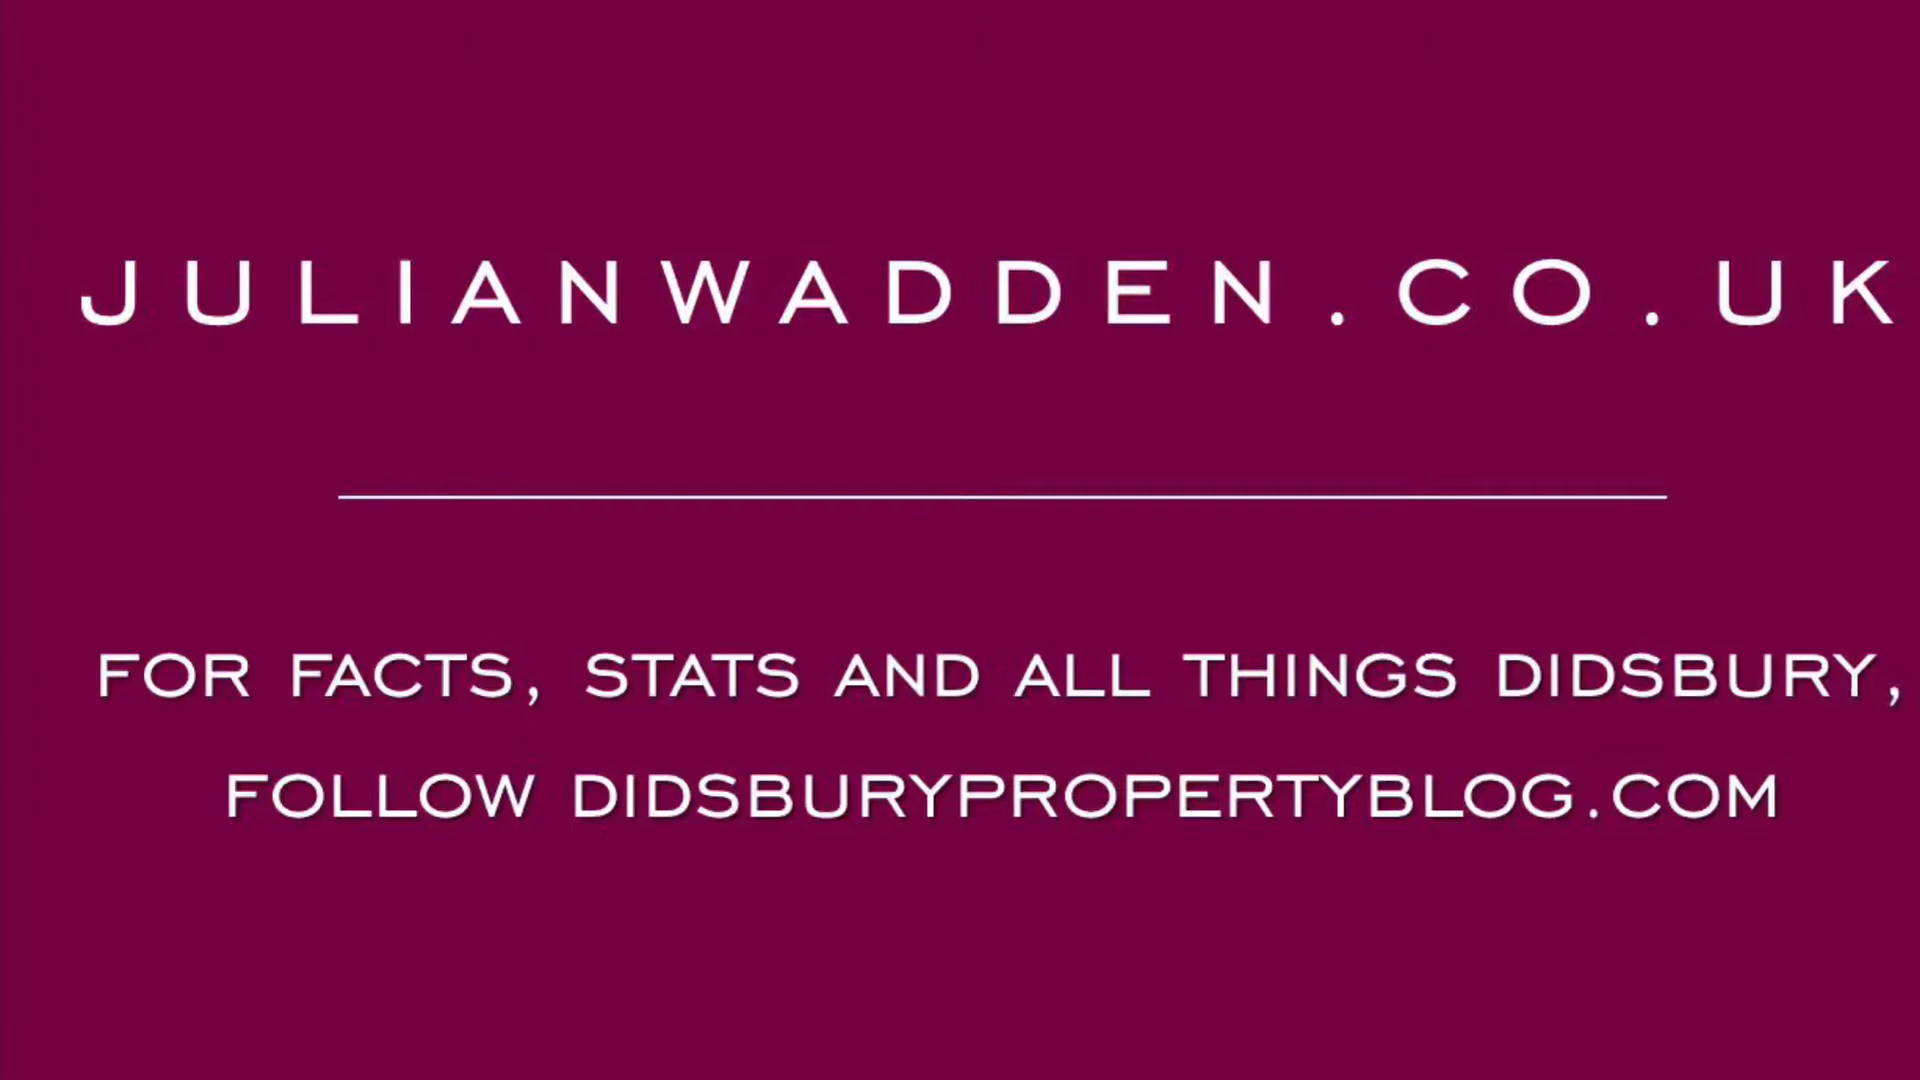 JULIANWADDEN.CO.UK
FOR FACTS, STATS AND ALL THINGS DIDSBURY,
FOLLOW DIDSBURYPROPERTYBLOG.COM